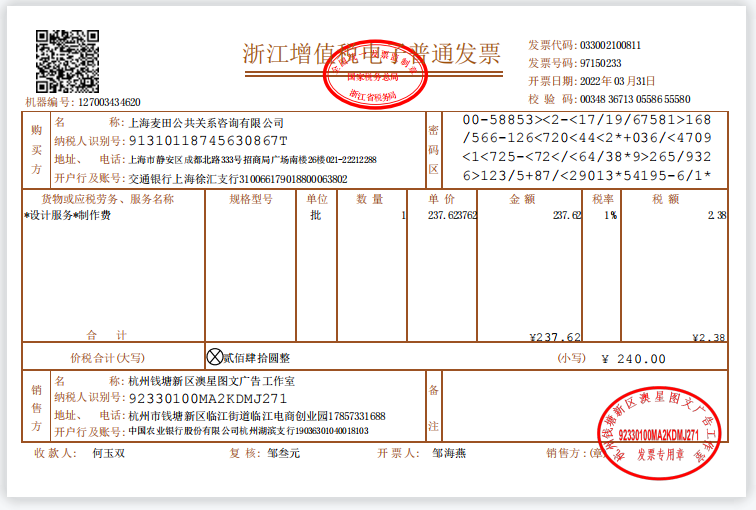 浙江增值税电子普通发票
国家税务总局
浙江省税务局
机器编号: 127003434620
发票代码: 033002100811
发票号码: 97150233
开票日期: 2022年03月31日
校 验 码: 00348 36713 05586 55580
购买方
名 称: 上海麦田公共关系咨询有限公司
纳税人识别号: 91310118745630867T
地址、 电话: 上海市静安区成都北路333号招商局广场南楼26楼021-22212288
开户行及账号: 交通银行上海徐汇支行310066179018800063802
密码区
00-58853><2-<17/19/67581>168
/566-126<720<44<2*+036/<4709
<1<725-<72</<64/38*9>265/932
6>123/5+87/<29013*54195-6/1*
货物或应税劳务、服务名称 规格型号 单位 数 量 单 价 金 额 税率 税 额
*设计服务*制作费 批 1 237.623762 237.62 1% 2.38
合 计 ¥237.62 ¥2.38
价税合计(大写) ⊗贰佰肆拾圆整 (小写) ¥ 240.00
销售方
名 称: 杭州钱塘新区澳星图文广告工作室
纳税人识别号: 92330100MA2KDMJ271
地址、 电话: 杭州市钱塘新区临江街道临江电商创业园17857331688
开户行及账号: 中国农业银行股份有限公司杭州湖滨支行19036301040018103
备注
收 款 人: 何玉双 复 核: 邹叁元 开 票 人: 邹海燕 销售方:(章)
杭州钱塘新区澳星图文广告工作室
92330100MA2KDMJ271
发票专用章